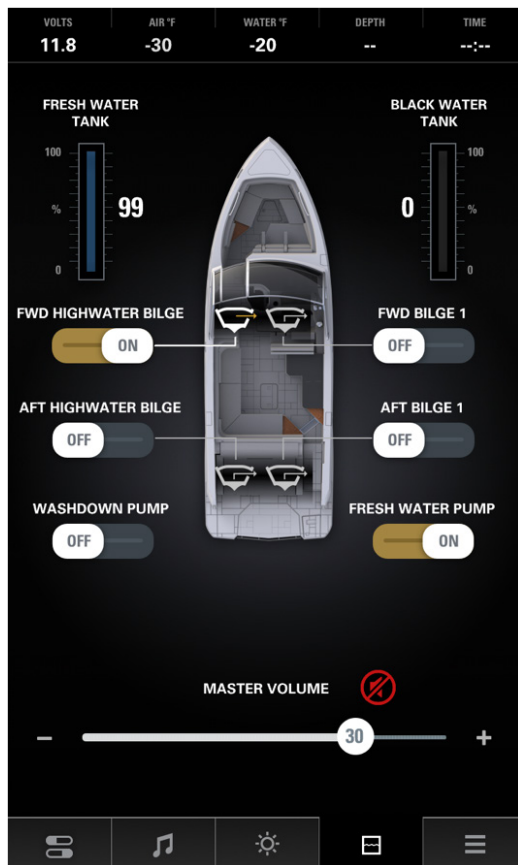 VOLTS AIR °F WATER °F DEPTH TIME
11.8 -30 -20 -- --:--
FRESH WATER
TANK
BLACK WATER
TANK
100 100
% 99 0 %
0 0
FWD HIGHWATER BILGE FWD BILGE 1
ON OFF
AFT HIGHWATER BILGE AFT BILGE 1
OFF OFF
WASHDOWN PUMP FRESH WATER PUMP
OFF ON
MASTER VOLUME
− 30 +